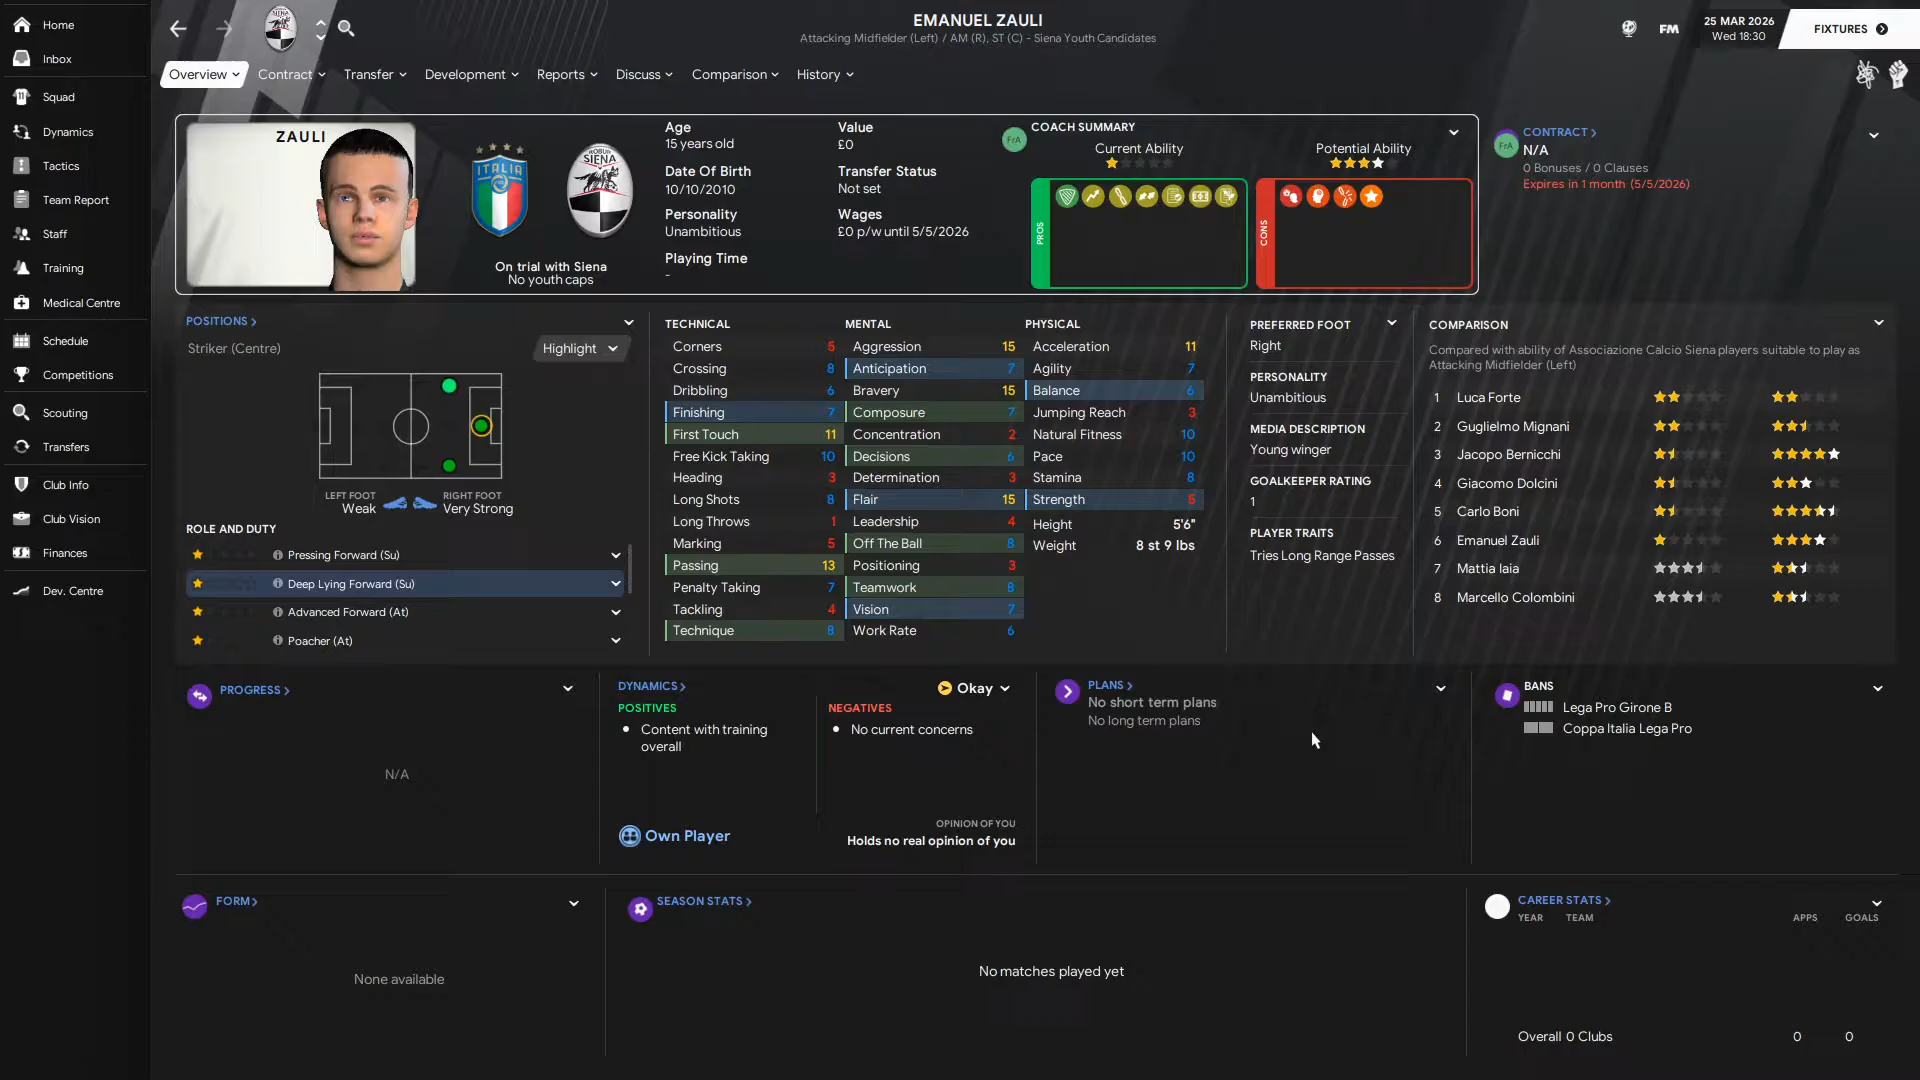 Home
Inbox
Squad
Dynamics
Tactics
Team Report
Staff
Training
Medical Centre
Schedule
Competitions
Scouting
Transfers
Club Info
Club Vision
Finances
Dev. Centre
EMANUEL ZAULI
Attacking Midfielder (Left) / AM (R), ST (C) - Siena Youth Candidates
FM
25 MAR 2026
Wed 18:30
FIXTURES
Overview
Contract
Transfer
Development
Reports
Discuss
Comparison
History
ZAULI
ITALIA
ROBUR
SIENA
On trial with Siena
No youth caps
Age
15 years old
Date Of Birth
10/10/2010
Personality
Unambitious
Playing Time
-
Value
£0
Transfer Status
Not set
Wages
£0 p/w until 5/5/2026
FrA
COACH SUMMARY
Current Ability
Potential Ability
PROS
CONS
FrA
CONTRACT
N/A
0 Bonuses / 0 Clauses
Expires in 1 month (5/5/2026)
POSITIONS
Striker (Centre)
Highlight
LEFT FOOT
Weak
RIGHT FOOT
Very Strong
ROLE AND DUTY
Pressing Forward (Su)
Deep Lying Forward (Su)
Advanced Forward (At)
Poacher (At)
TECHNICAL
Corners 5
Crossing 8
Dribbling 6
Finishing 7
First Touch 11
Free Kick Taking 10
Heading 3
Long Shots 8
Long Throws 1
Marking 5
Passing 13
Penalty Taking 7
Tackling 4
Technique 8
MENTAL
Aggression 15
Anticipation 7
Bravery 15
Composure 7
Concentration 2
Decisions 6
Determination 3
Flair 15
Leadership 4
Off The Ball 8
Positioning 3
Teamwork 8
Vision 7
Work Rate 6
PHYSICAL
Acceleration 11
Agility 7
Balance 6
Jumping Reach 3
Natural Fitness 10
Pace 10
Stamina 8
Strength 5
Height 5'6"
Weight 8 st 9 lbs
PREFERRED FOOT
Right
PERSONALITY
Unambitious
MEDIA DESCRIPTION
Young winger
GOALKEEPER RATING
1
PLAYER TRAITS
Tries Long Range Passes
COMPARISON
Compared with ability of Associazione Calcio Siena players suitable to play as
Attacking Midfielder (Left)
1 Luca Forte
2 Guglielmo Mignani
3 Jacopo Bernicchi
4 Giacomo Dolcini
5 Carlo Boni
6 Emanuel Zauli
7 Mattia Iaia
8 Marcello Colombini
PROGRESS
N/A
DYNAMICS
Okay
POSITIVES
Content with training
overall
NEGATIVES
No current concerns
Own Player
OPINION OF YOU
Holds no real opinion of you
PLANS
No short term plans
No long term plans
BANS
Lega Pro Girone B
Coppa Italia Lega Pro
FORM
None available
SEASON STATS
No matches played yet
CAREER STATS
YEAR TEAM APPS GOALS
Overall 0 Clubs 0 0